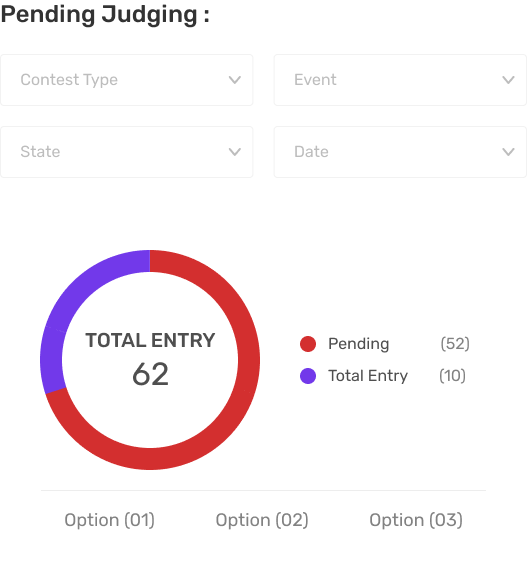 Pending Judging :
Contest Type
Event
State
Date
TOTAL ENTRY
62
Pending (52)
Total Entry (10)
Option (01)
Option (02)
Option (03)